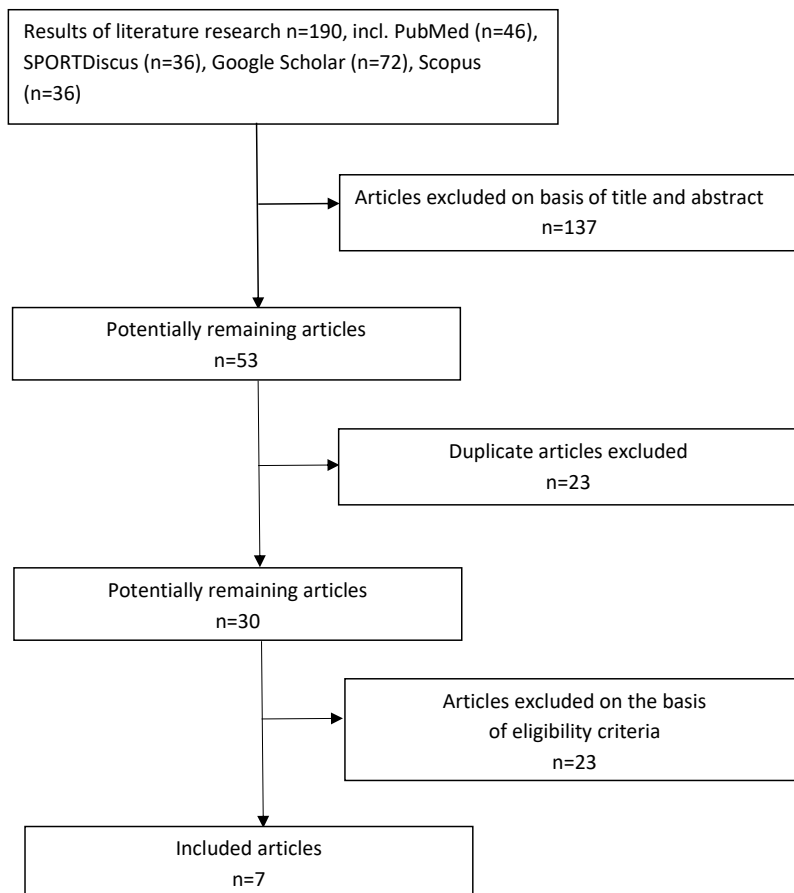 Results of literature research n=190, incl. PubMed (n=46),
SPORTDiscus (n=36), Google Scholar (n=72), Scopus
(n=36)
Articles excluded on basis of title and abstract
n=137
Potentially remaining articles
n=53
Duplicate articles excluded
n=23
Potentially remaining articles
n=30
Articles excluded on the basis
of eligibility criteria
n=23
Included articles
n=7